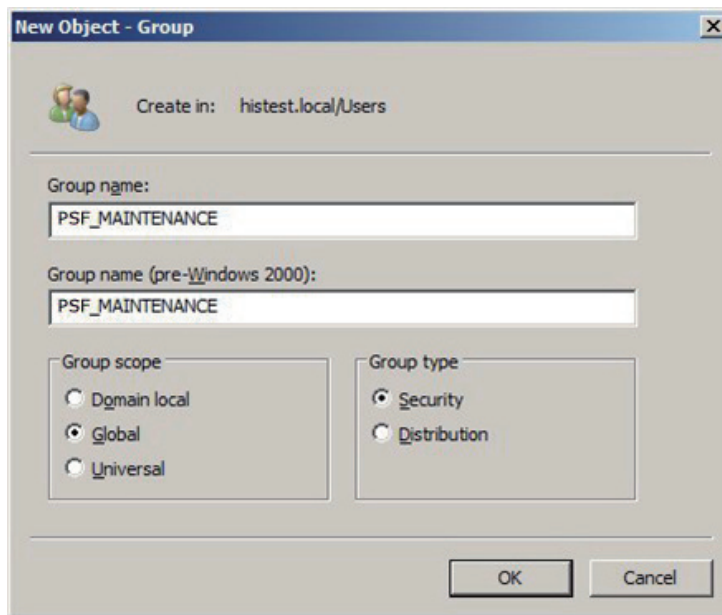 New Object - Group
Create in: histest.local/Users
Group name:
PSF_MAINTENANCE
Group name (pre-Windows 2000):
PSF_MAINTENANCE
Group scope
Domain local
Global
Universal
Group type
Security
Distribution
OK
Cancel